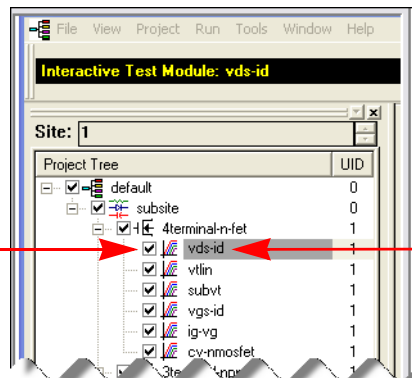 File View Project Run Tools Window Help
Interactive Test Module: vds-id
Site: 1
Project Tree UID
default 0
subsite 0
4terminal-n-fet 1
vds-id 1
vtlin 1
subvt 1
vgs-id 1
ig-vg 1
cv-nmosfet 1